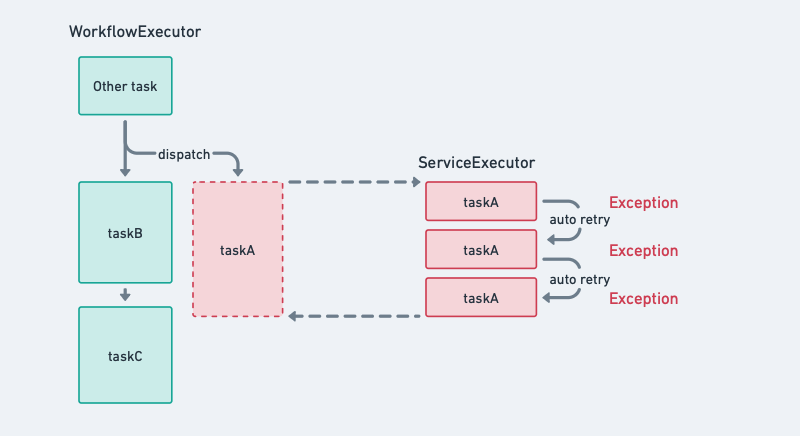 WorkflowExecutor
Other task
dispatch
ServiceExecutor
taskB
taskA
taskA
Exception
auto retry
taskA
Exception
auto retry
taskA
Exception
taskC